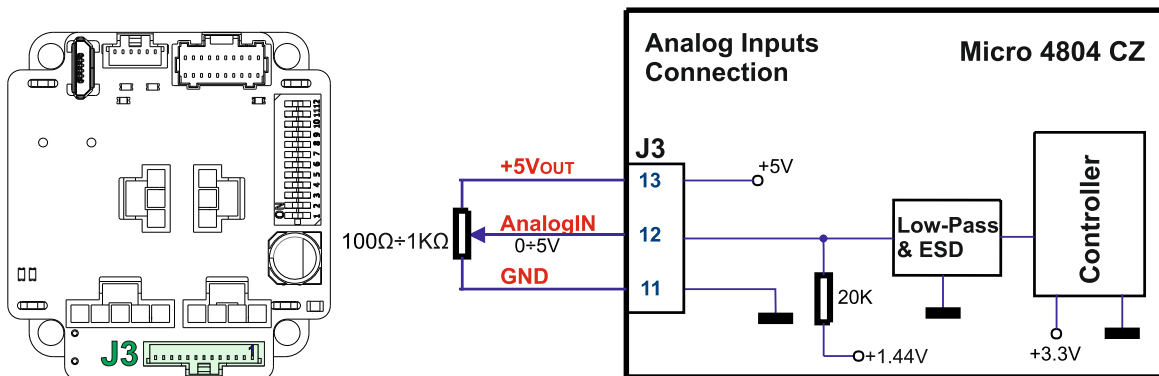 Analog Inputs
Connection
Micro 4804 CZ
J3
+5VOUT
13
+5V
AnalogIN
12
0÷5V
100Ω÷1KΩ
GND
11
20K
+1.44V
Low-Pass
& ESD
Controller
+3.3V
1 2 3 4 5 6 7 8 9 10 11 12
ON
J3
1